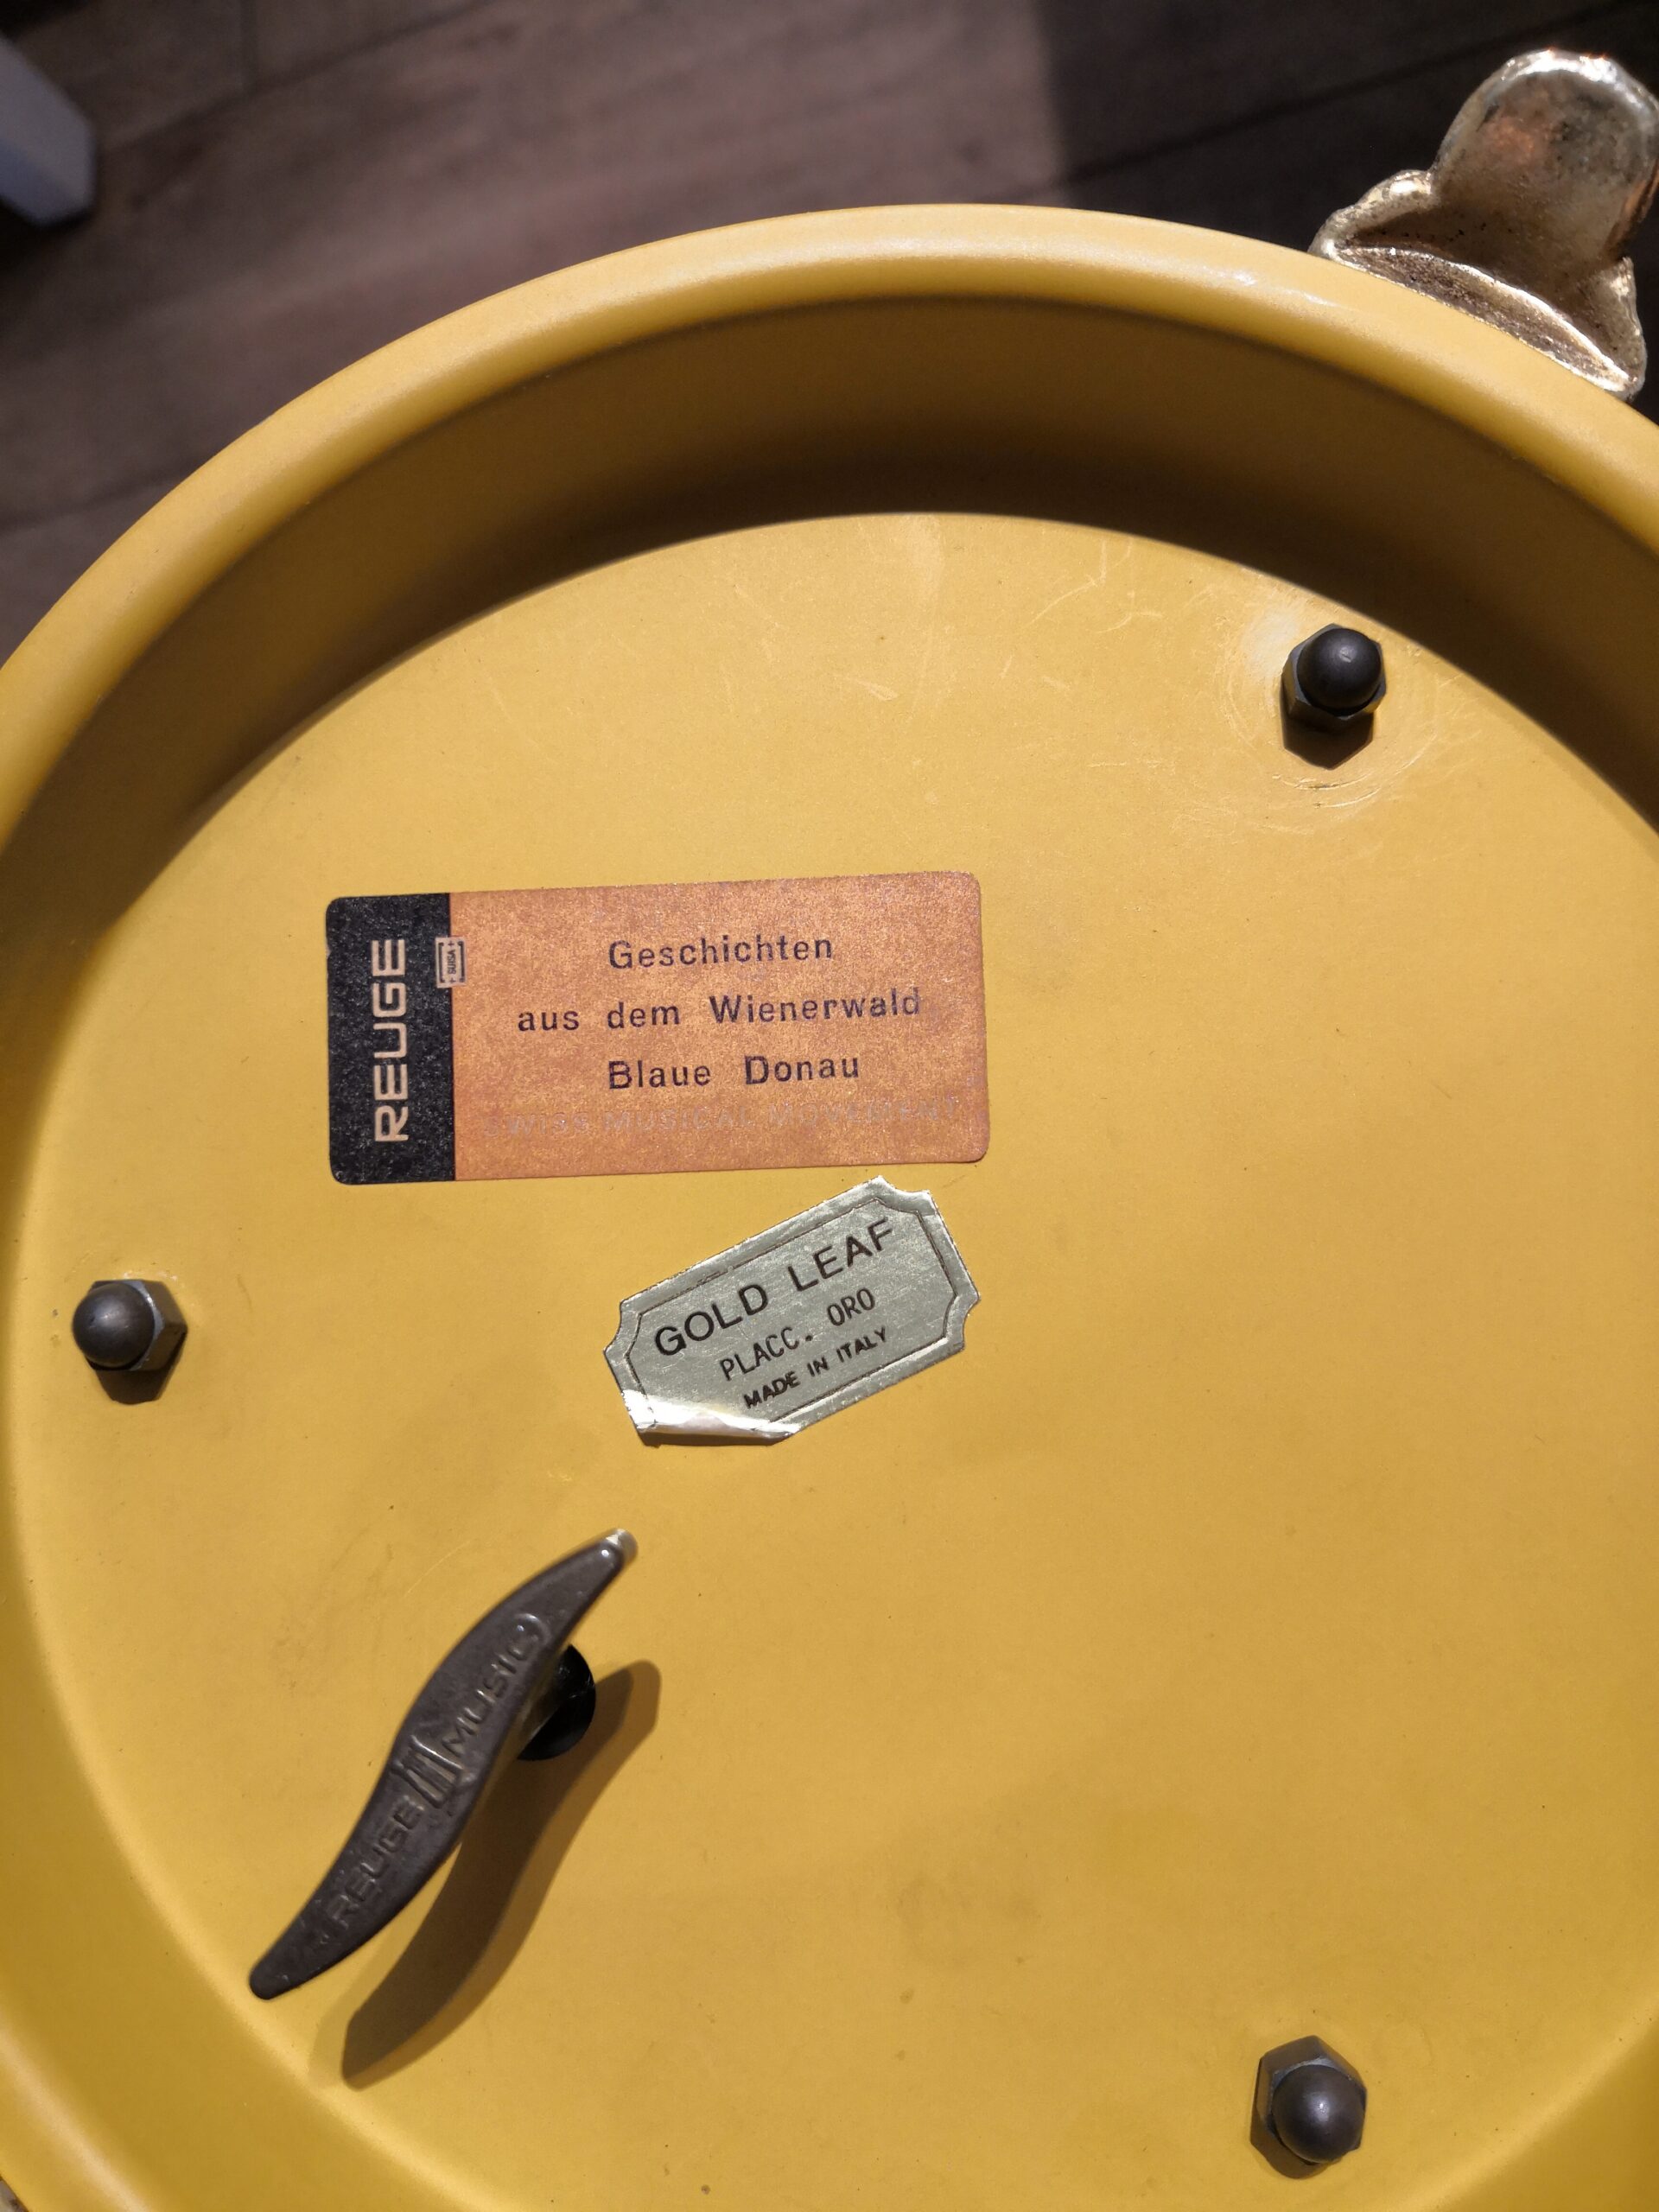 REUGE
SUISA
Geschichten
aus dem Wienerwald
Blaue Donau
SWISS MUSICAL MOVEMENT
GOLD LEAF
PLACC. ORO
MADE IN ITALY
REUGE MUSIC